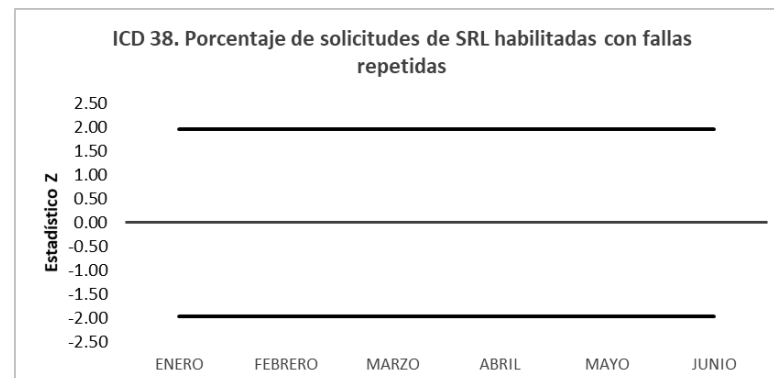 ICD 38. Porcentaje de solicitudes de SRL habilitadas con fallas
repetidas
Estadístico Z
2.50
2.00
1.50
1.00
0.50
0.00
-0.50
-1.00
-1.50
-2.00
-2.50
ENERO FEBRERO MARZO ABRIL MAYO JUNIO